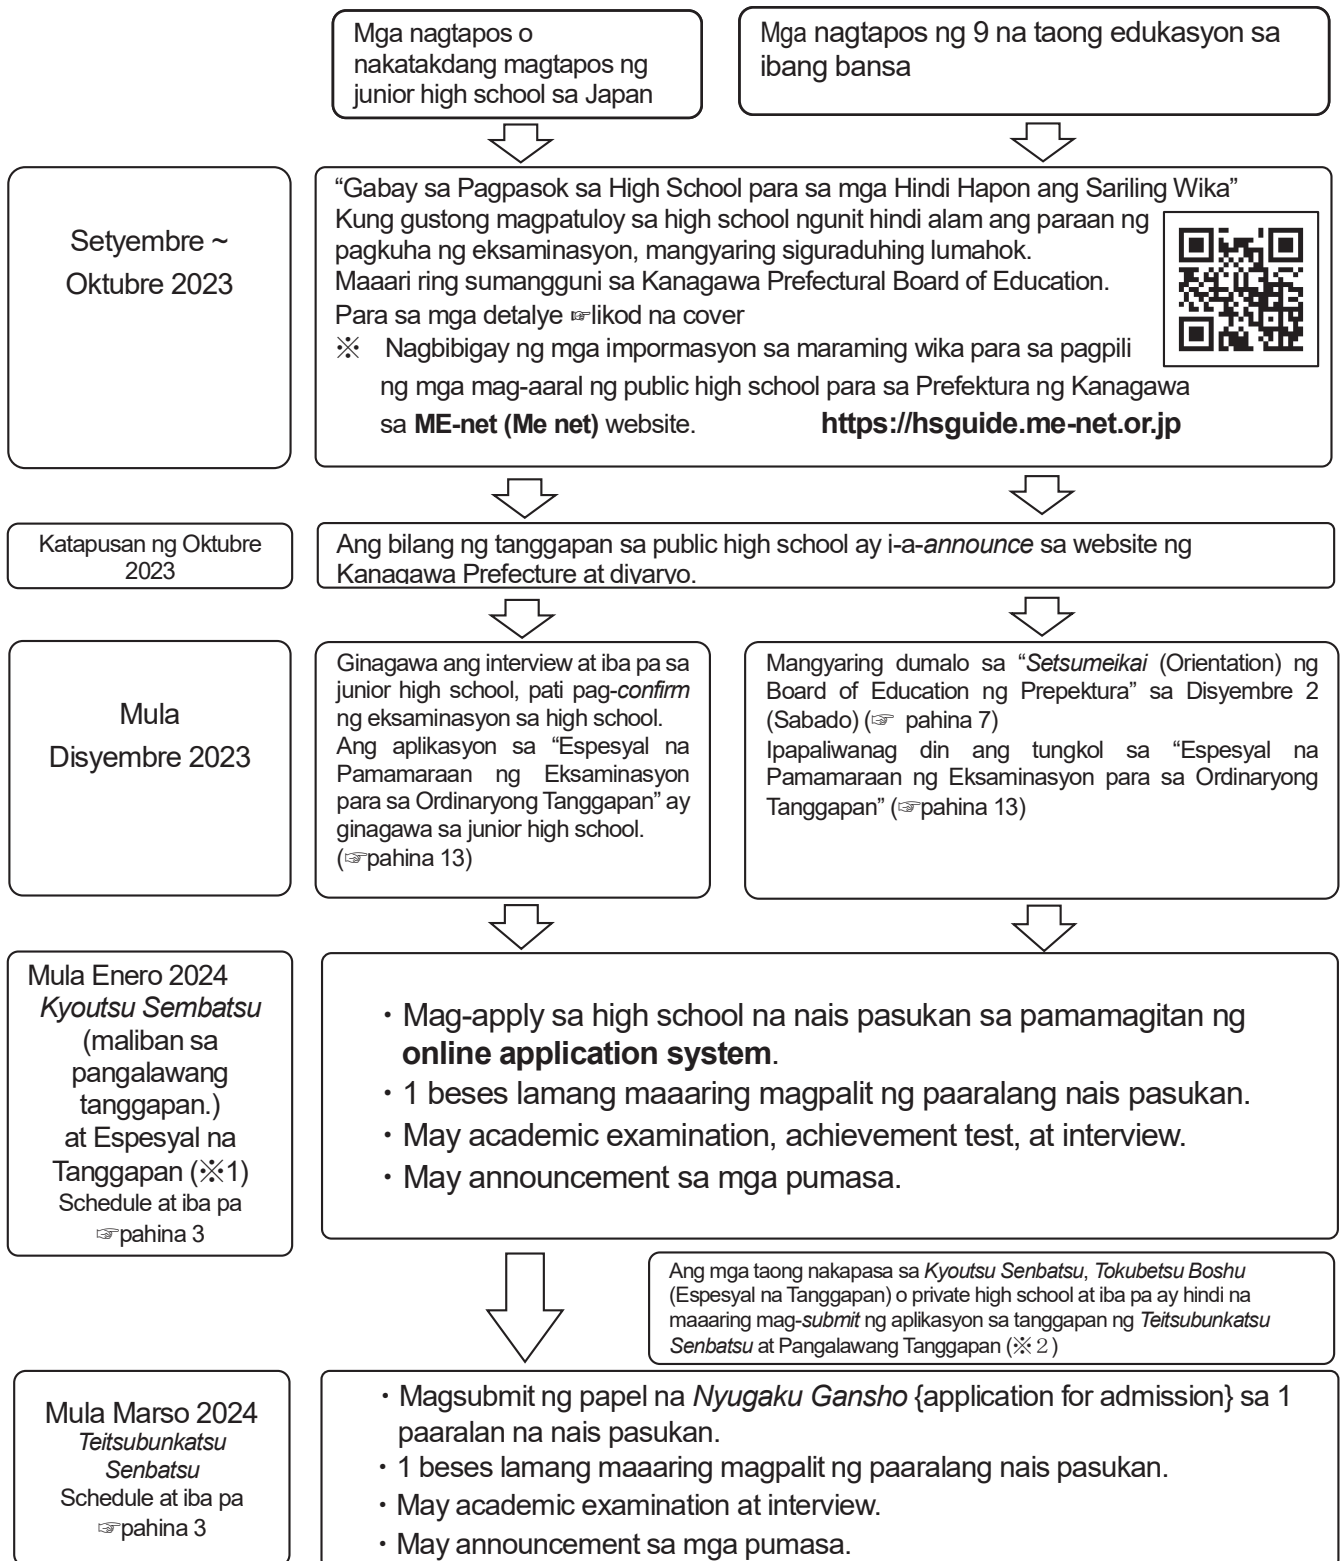 Mga nagtapos o
nakatakdang magtapos ng
junior high school sa Japan
Mga nagtapos ng 9 na taong edukasyon sa
ibang bansa
Setyembre ~
Oktubre 2023
“Gabay sa Pagpasok sa High School para sa mga Hindi Hapon ang Sariling Wika”
Kung gustong magpatuloy sa high school ngunit hindi alam ang paraan ng
pagkuha ng eksaminasyon, mangyaring siguraduhing lumahok.
Maaari ring sumangguni sa Kanagawa Prefectural Board of Education.
Para sa mga detalye ☞likod na cover
※ Nagbibigay ng mga impormasyon sa maraming wika para sa pagpili
ng mga mag-aaral ng public high school para sa Prefektura ng Kanagawa
sa ME-net (Me net) website. https://hsguide.me-net.or.jp
Katapusan ng Oktubre
2023
Ang bilang ng tanggapan sa public high school ay i-a-announce sa website ng
Kanagawa Prefecture at diyaryo.
Mula
Disyembre 2023
Ginagawa ang interview at iba pa sa
junior high school, pati pag-confirm
ng eksaminasyon sa high school.
Ang aplikasyon sa “Espesyal na
Pamamaraan ng Eksaminasyon
para sa Ordinaryong Tanggapan” ay
ginagawa sa junior high school.
(☞pahina 13)
Mangyaring dumalo sa “Setsumeikai (Orientation) ng
Board of Education ng Prepektura” sa Disyembre 2
(Sabado) (☞ pahina 7)
Ipapaliwanag din ang tungkol sa “Espesyal na
Pamamaraan ng Eksaminasyon para sa Ordinaryong
Tanggapan” (☞pahina 13)
Mula Enero 2024
Kyoutsu Sembatsu
(maliban sa
pangalawang
tanggapan.)
at Espesyal na
Tanggapan (※1)
Schedule at iba pa
☞pahina 3
・Mag-apply sa high school na nais pasukan sa pamamagitan ng
online application system.
・1 beses lamang maaaring magpalit ng paaralang nais pasukan.
・May academic examination, achievement test, at interview.
・May announcement sa mga pumasa.
Ang mga taong nakapasa sa Kyoutsu Senbatsu, Tokubetsu Boshu
(Espesyal na Tanggapan) o private high school at iba pa ay hindi na
maaaring mag-submit ng aplikasyon sa tanggapan ng Teitsubunkatsu
Senbatsu at Pangalawang Tanggapan (※２)
Mula Marso 2024
Teitsubunkatsu
Senbatsu
Schedule at iba pa
☞pahina 3
・Magsubmit ng papel na Nyugaku Gansho {application for admission} sa 1
paaralan na nais pasukan.
・1 beses lamang maaaring magpalit ng paaralang nais pasukan.
・May academic examination at interview.
・May announcement sa mga pumasa.